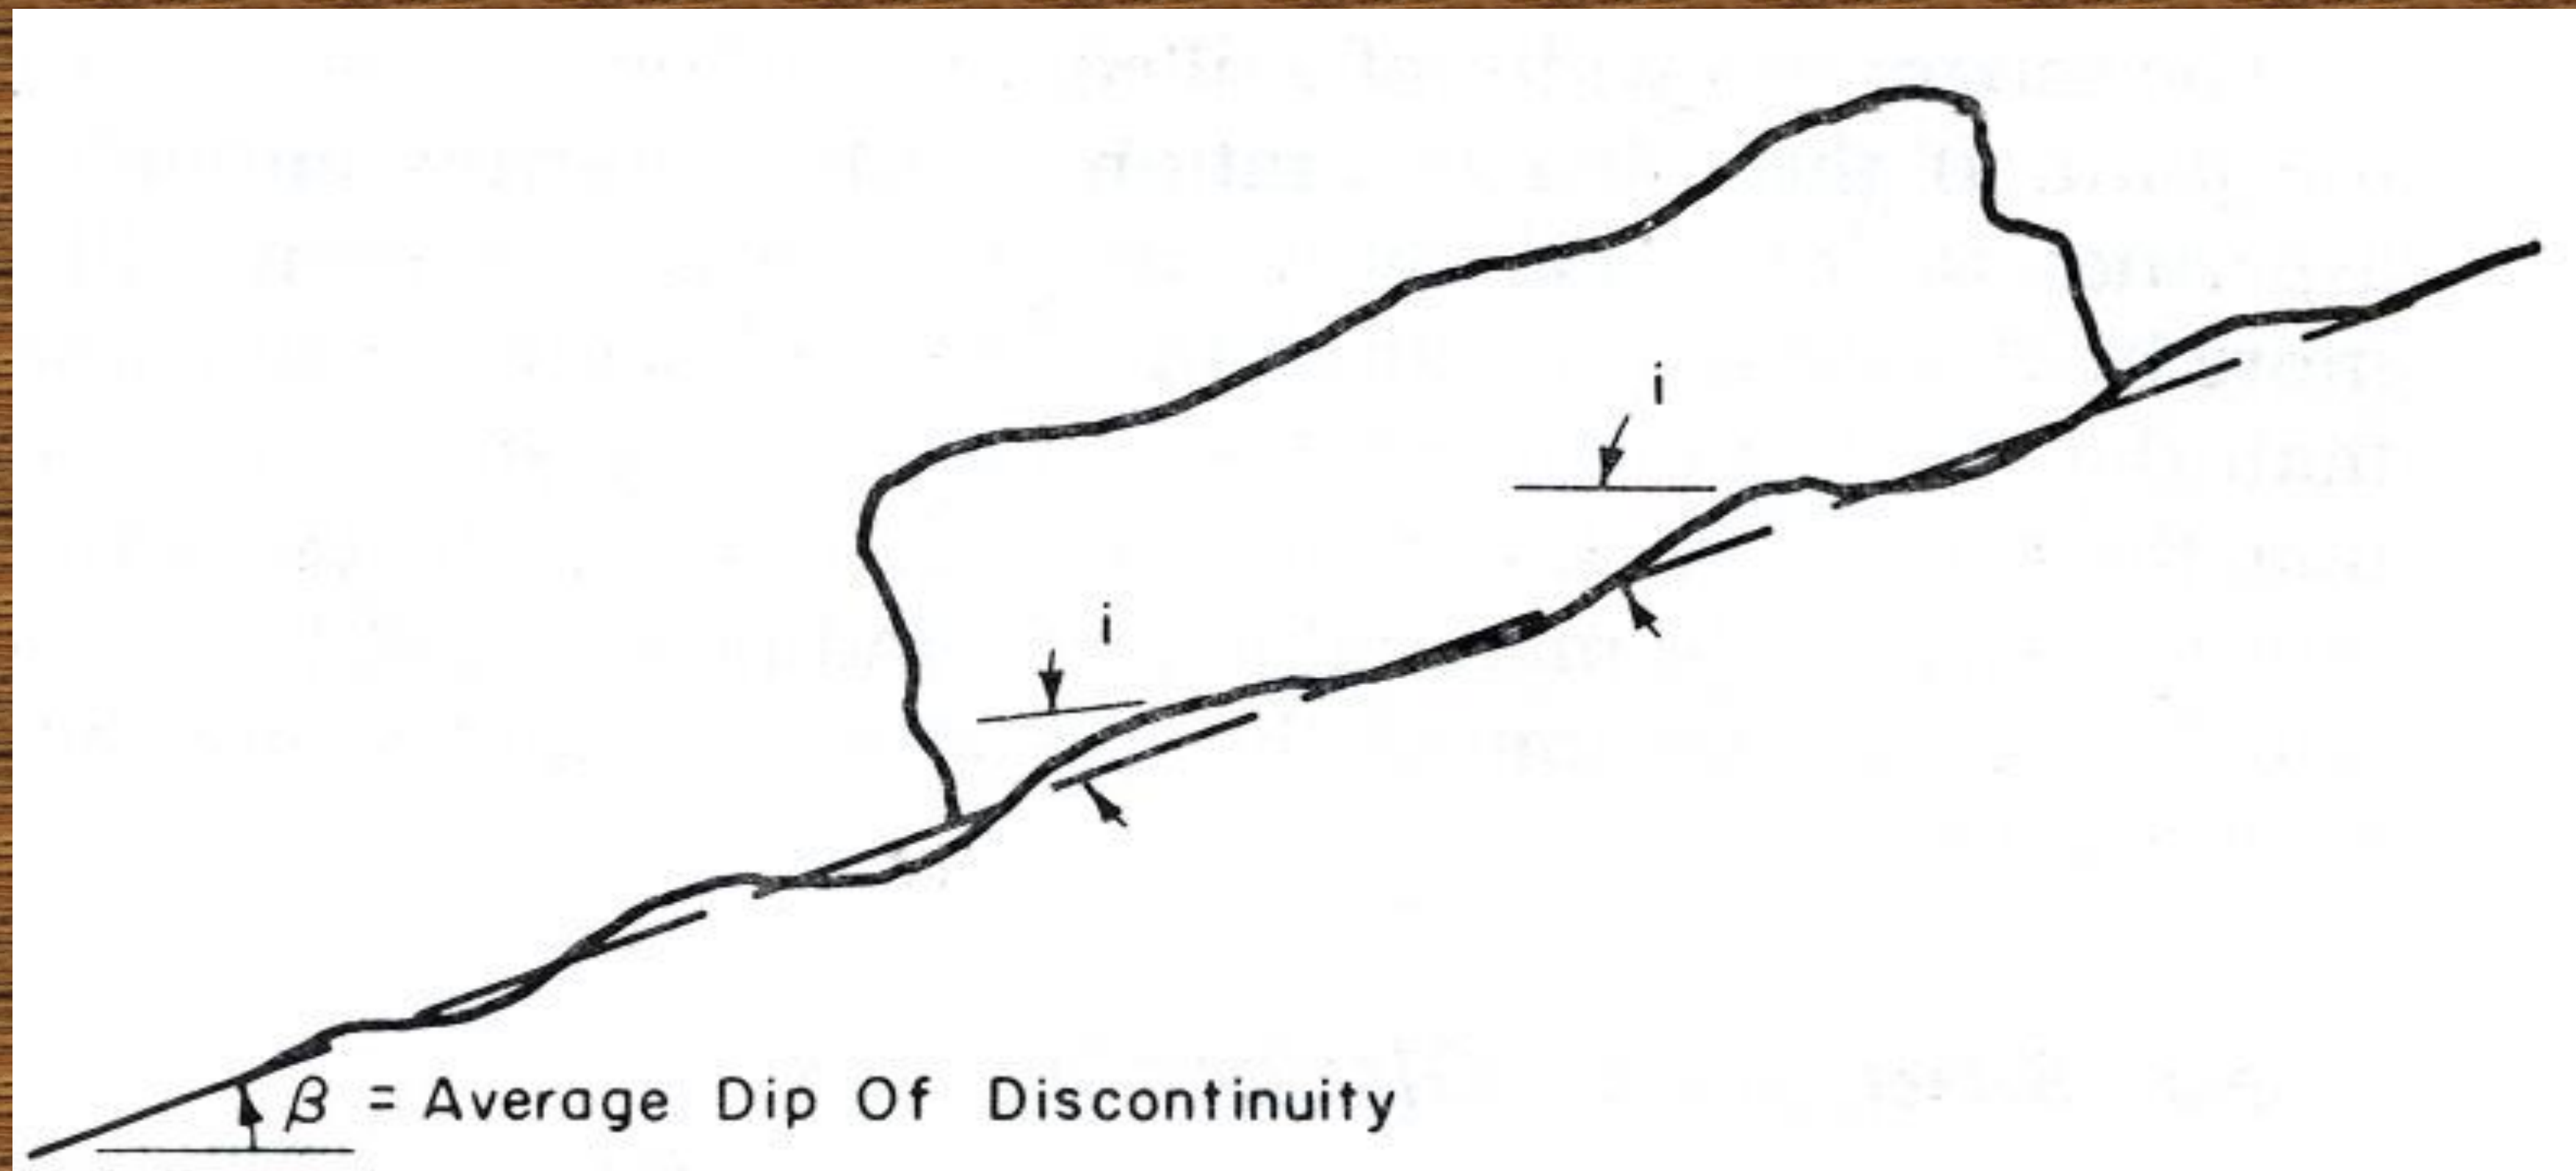 i
i
β = Average Dip Of Discontinuity